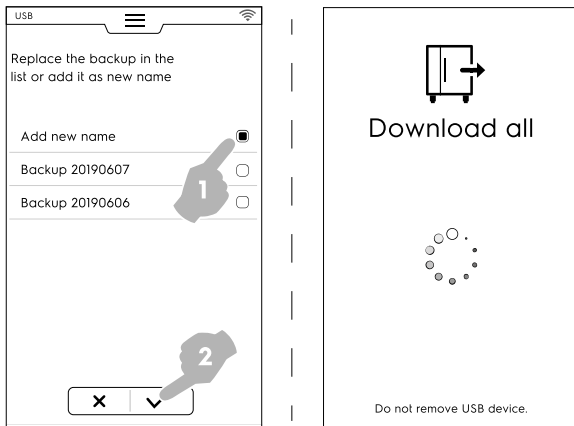 USB
Replace the backup in the
list or add it as new name
Add new name
1
Backup 20190607
Backup 20190606
2
Download all
Do not remove USB device.